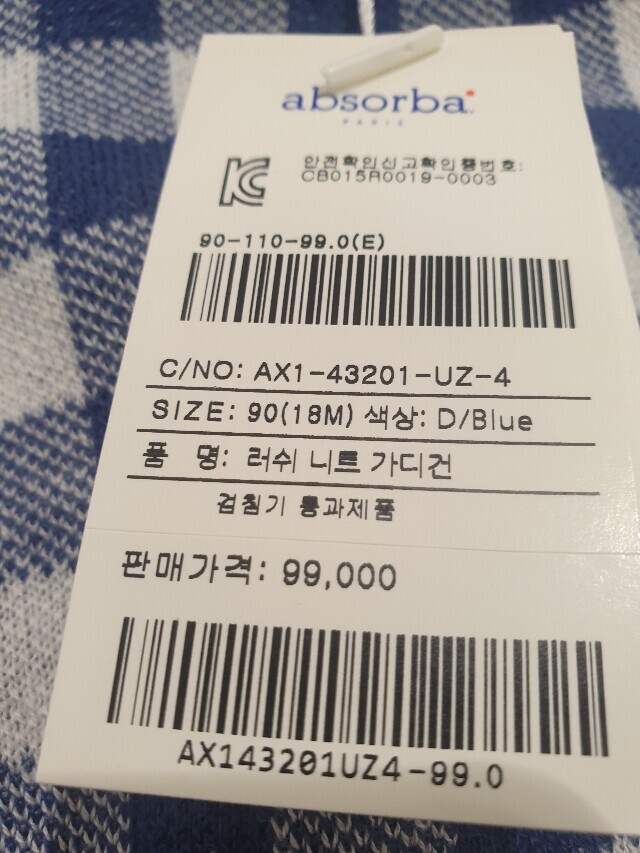 absorba
PARIS
안전확인신고확인증번호:
CB015R0019-0003
90-110-99.0(E)
C/NO: AX1-43201-UZ-4
SIZE: 90(18M) 색상: D/Blue
품 명: 러쉬 니트 가디건
검침기 통과제품
판매가격: 99,000
AX143201UZ4-99.0